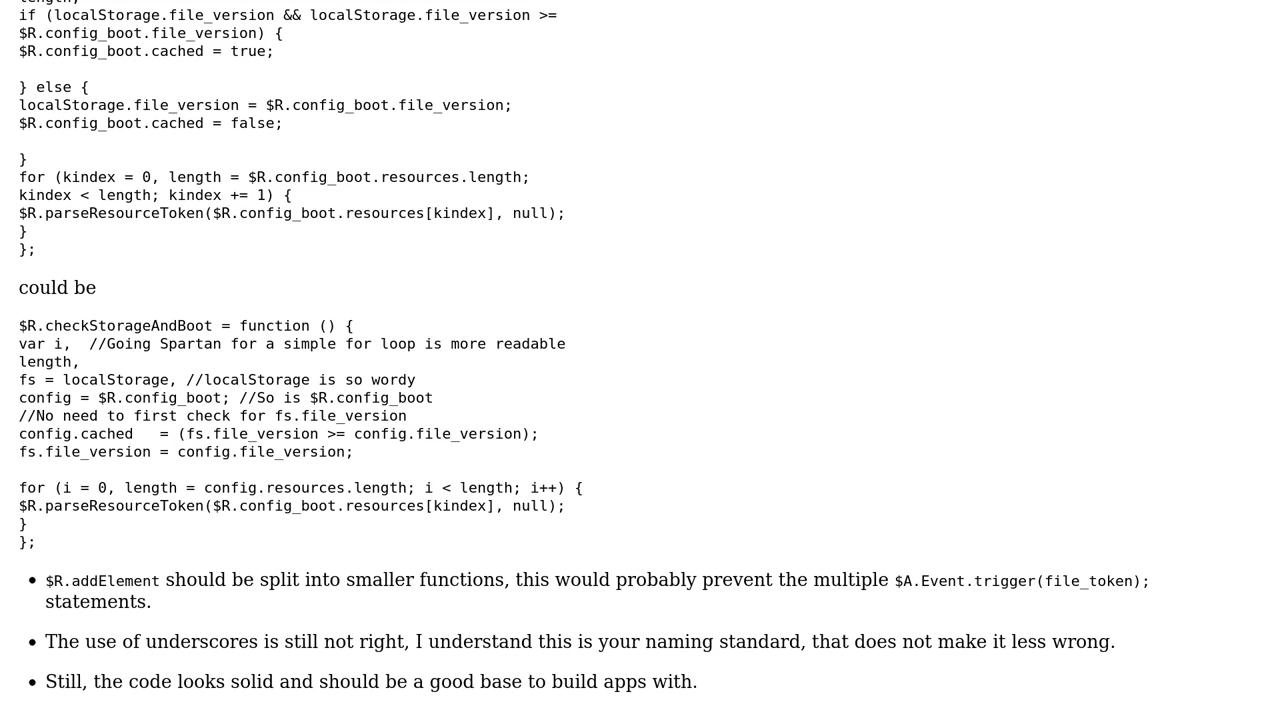 length;
if (localStorage.file_version && localStorage.file_version >=
$R.config_boot.file_version) {
$R.config_boot.cached = true;
} else {
localStorage.file_version = $R.config_boot.file_version;
$R.config_boot.cached = false;
}
for (kindex = 0, length = $R.config_boot.resources.length;
kindex < length; kindex += 1) {
$R.parseResourceToken($R.config_boot.resources[kindex], null);
}
};
could be
$R.checkStorageAndBoot = function () {
var i,  //Going Spartan for a simple for loop is more readable
length,
fs = localStorage, //localStorage is so wordy
config = $R.config_boot; //So is $R.config_boot
//No need to first check for fs.file_version
config.cached   = (fs.file_version >= config.file_version);
fs.file_version = config.file_version;
for (i = 0, length = config.resources.length; i < length; i++) {
$R.parseResourceToken($R.config_boot.resources[kindex], null);
}
};
• $R.addElement should be split into smaller functions, this would probably prevent the multiple $A.Event.trigger(file_token);
statements.
• The use of underscores is still not right, I understand this is your naming standard, that does not make it less wrong.
• Still, the code looks solid and should be a good base to build apps with.